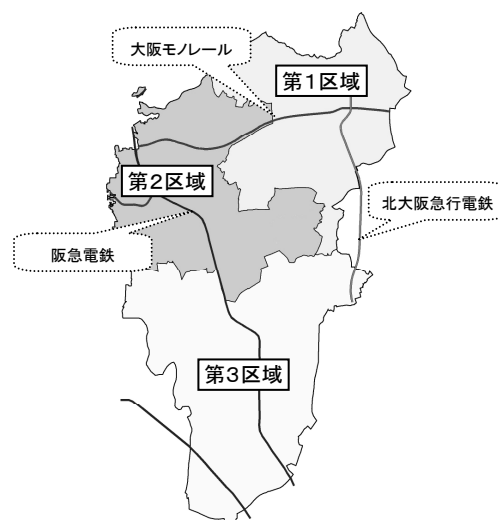 大阪モノレール
第１区域
第２区域
北大阪急行電鉄
阪急電鉄
第３区域